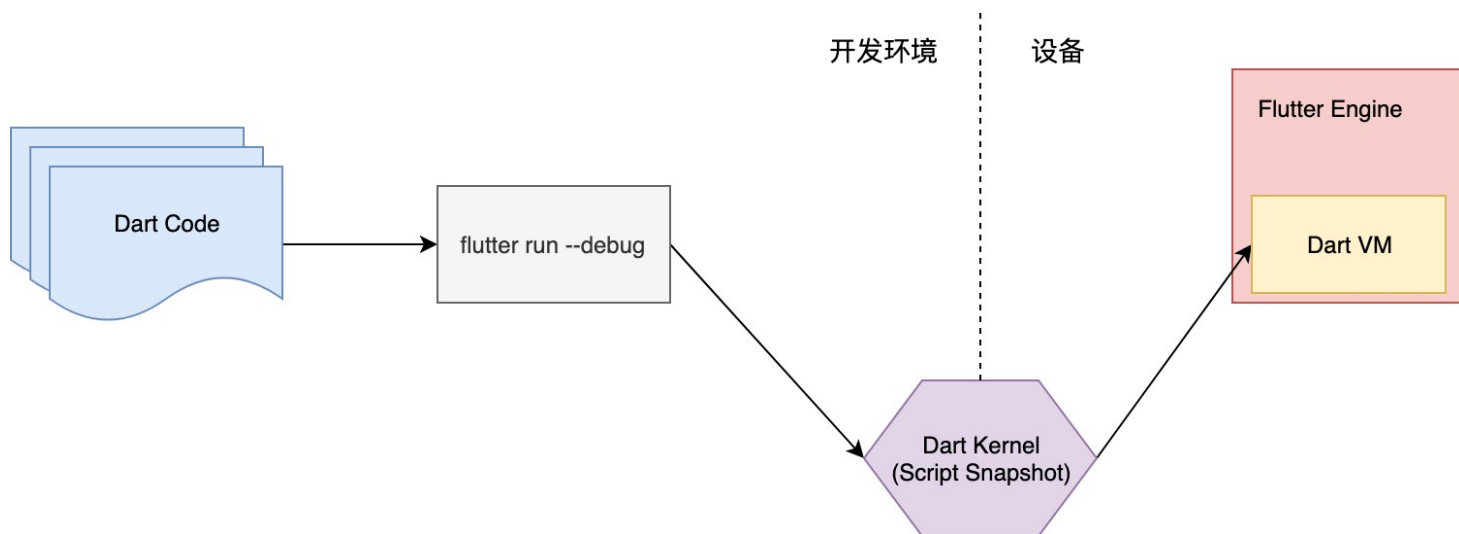 开发环境
设备
Flutter Engine
Dart Code
flutter run --debug
Dart VM
Dart Kernel
(Script Snapshot)